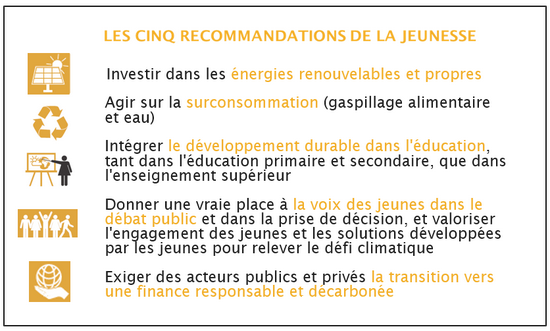 LES CINQ RECOMMANDATIONS DE LA JEUNESSE
Investir dans les énergies renouvelables et propres
Agir sur la surconsommation (gaspillage alimentaire
et eau)
Intégrer le développement durable dans l'éducation,
tant dans l'éducation primaire et secondaire, que dans
l'enseignement supérieur
Donner une vraie place à la voix des jeunes dans le
débat public et dans la prise de décision, et valoriser
l'engagement des jeunes et les solutions développées
par les jeunes pour relever le défi climatique
Exiger des acteurs publics et privés la transition vers
une finance responsable et décarbonée